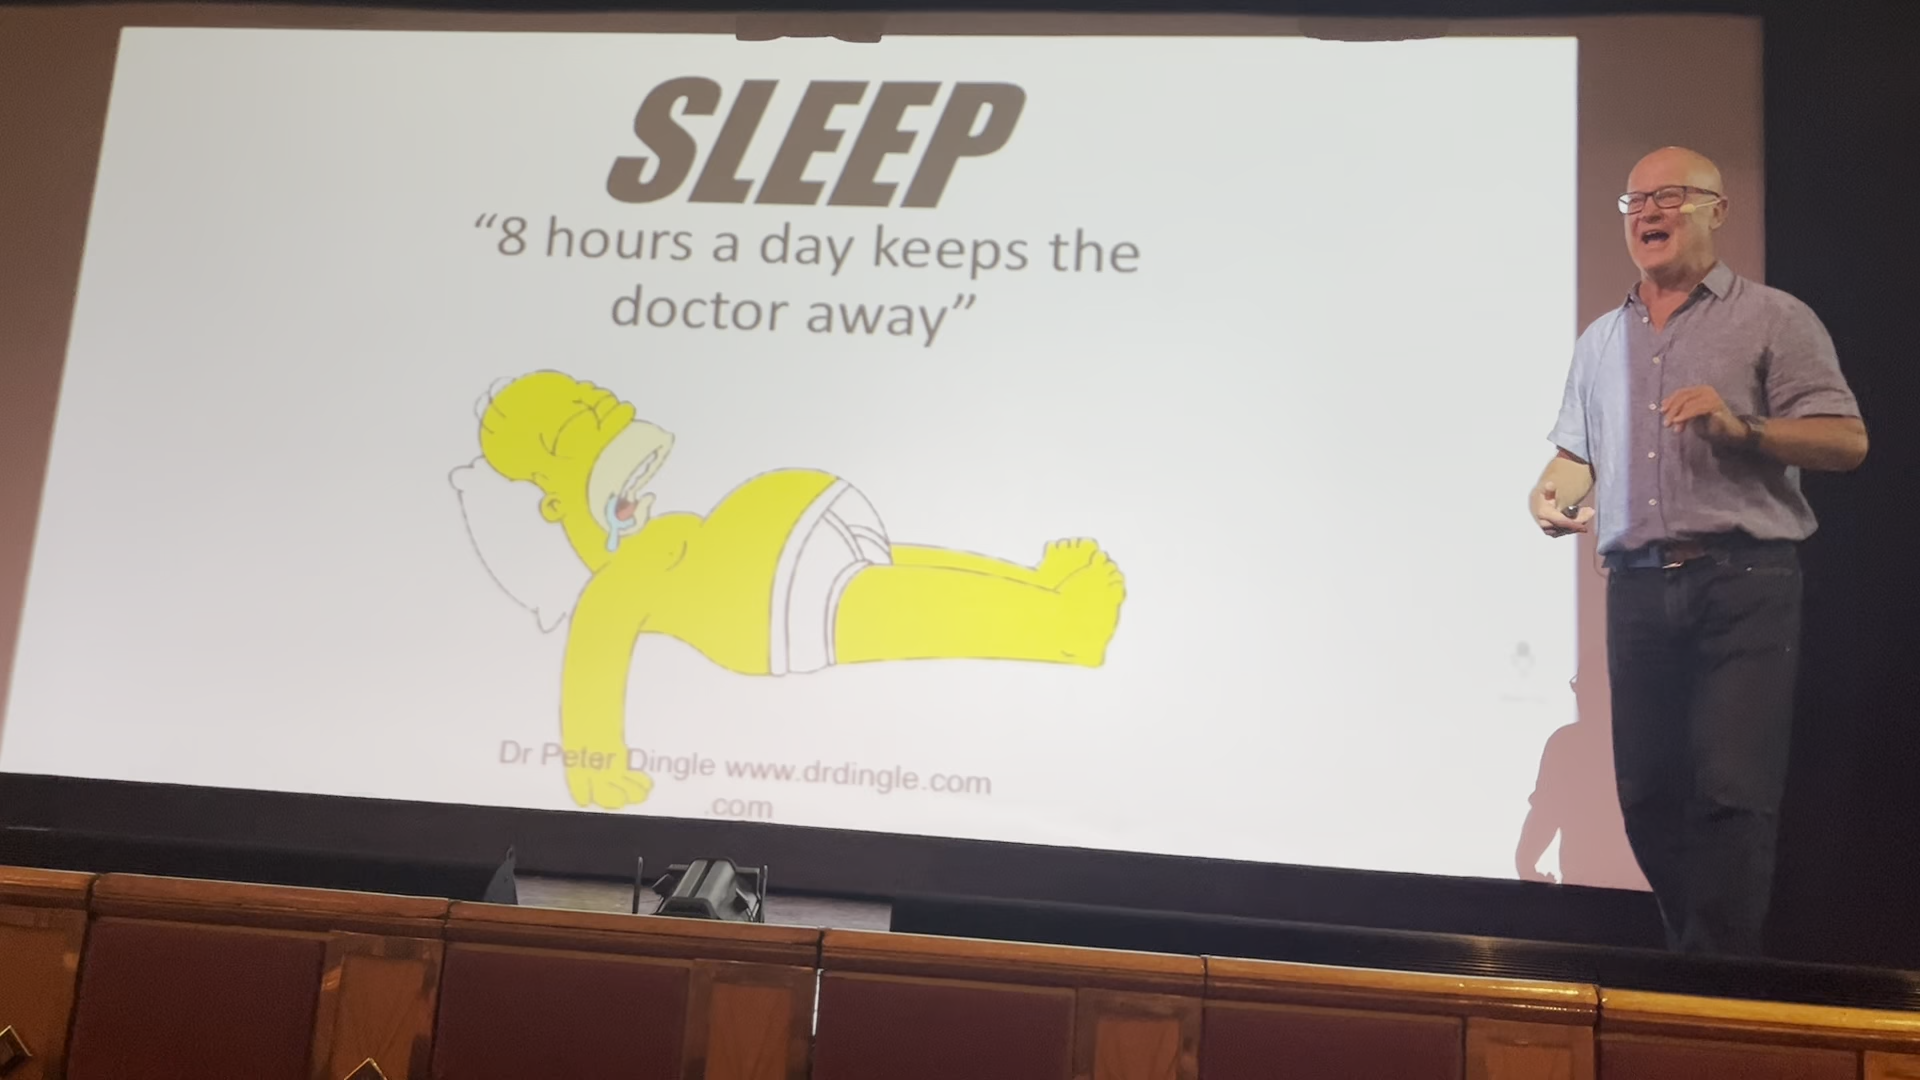 SLEEP
“8 hours a day keeps the
doctor away”
Dr Peter Dingle www.drdingle.com
.com